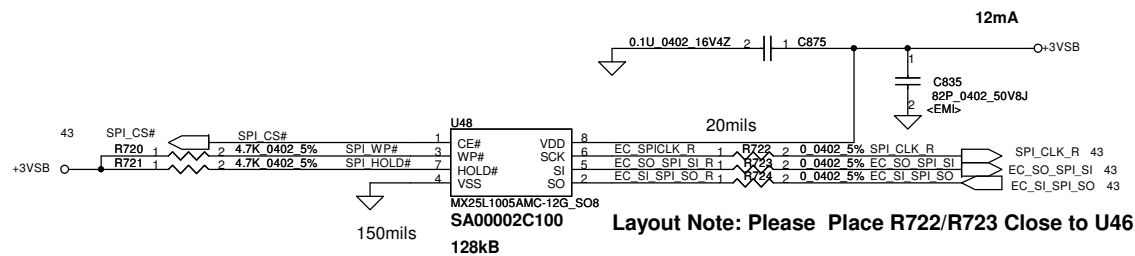 12mA
0.1U_0402_16V4Z 2 1 C875
+3VSB
1
C835
82P_0402_50V8J
2 <EMI>
U48
20mils
43 SPI_CS# SPI_CS# 1 CE# VDD 8
R720 1 2 4.7K_0402_5% SPI_WP# 3 WP# SCK 6 EC_SPICLK_R 1 R722 2 0_0402_5% SPI_CLK_R SPI_CLK_R 43
+3VSB R721 1 2 4.7K_0402_5% SPI_HOLD# 7 HOLD# SI 5 EC_SO_SPI_SI_R 1 R723 2 0_0402_5% EC_SO_SPI_SI EC_SO_SPI_SI 43
4 VSS SO 2 EC_SI_SPI_SO_R 1 R724 2 0_0402_5% EC_SI_SPI_SO EC_SI_SPI_SO 43
MX25L1005AMC-12G_SO8
150mils
SA00002C100
128kB
Layout Note: Please Place R722/R723 Close to U46